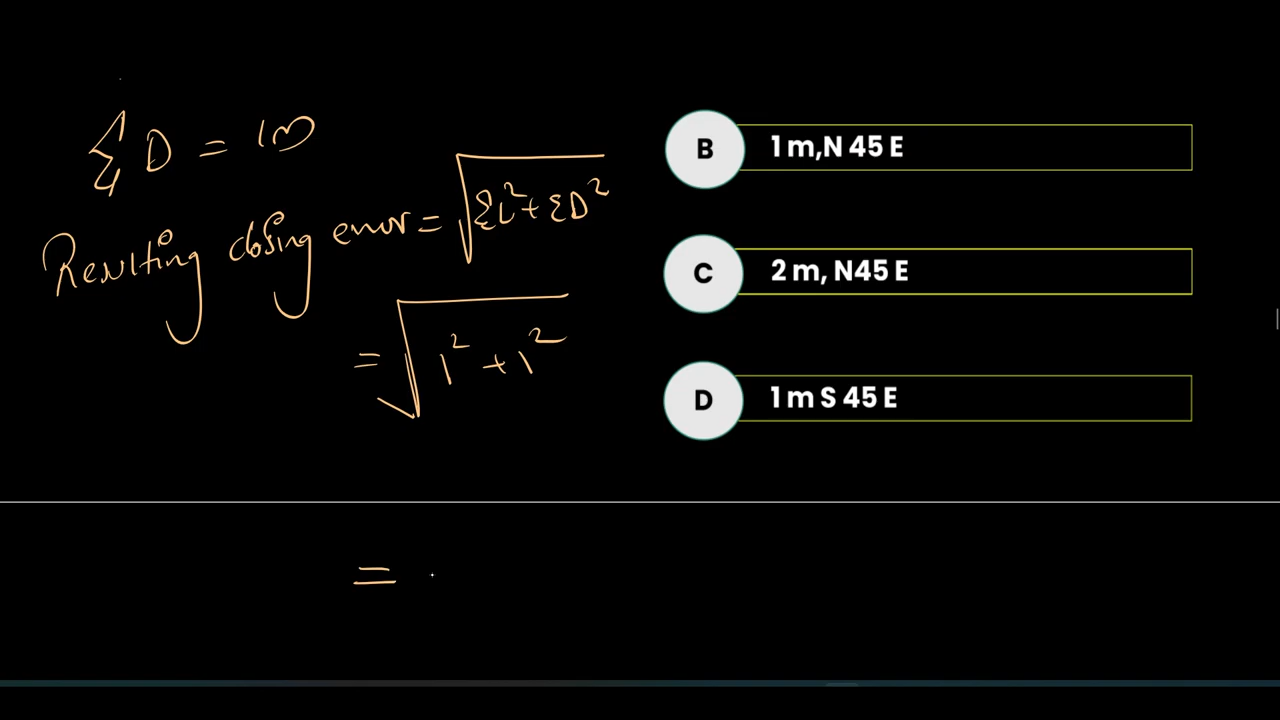 ΣD = 1m
Resulting closing error = √ΣL² + ΣD²
= √1² + 1²
=
B 1 m,N 45 E
C 2 m, N45 E
D 1 m S 45 E